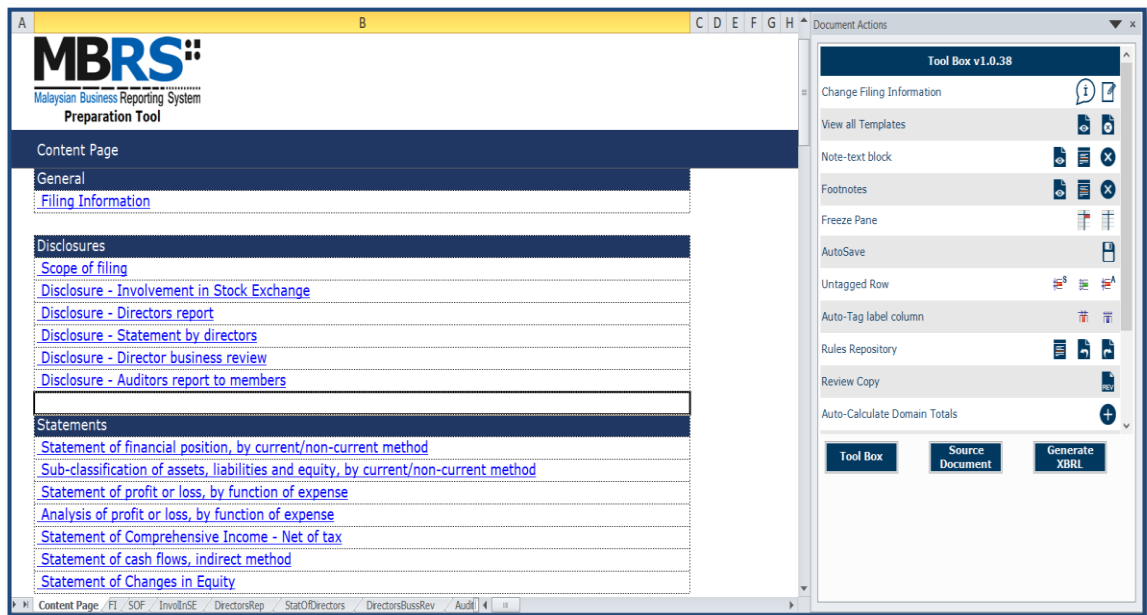 A B C D E F G H
Document Actions
MBRS
Malaysian Business Reporting System
Preparation Tool
Content Page
General
Filing Information
Disclosures
Scope of filing
Disclosure - Involvement in Stock Exchange
Disclosure - Directors report
Disclosure - Statement by directors
Disclosure - Director business review
Disclosure - Auditors report to members
Statements
Statement of financial position, by current/non-current method
Sub-classification of assets, liabilities and equity, by current/non-current method
Statement of profit or loss, by function of expense
Analysis of profit or loss, by function of expense
Statement of Comprehensive Income - Net of tax
Statement of cash flows, indirect method
Statement of Changes in Equity
Content Page FI SOF InvolInSE DirectorsRep StatOfDirectors DirectorsBussRev Audit
Tool Box v1.0.38
Change Filing Information
View all Templates
Note-text block
Footnotes
Freeze Pane
AutoSave
Untagged Row S A
Auto-Tag label column
Rules Repository
Review Copy REV
Auto-Calculate Domain Totals
Tool Box
Source Document
Generate XBRL